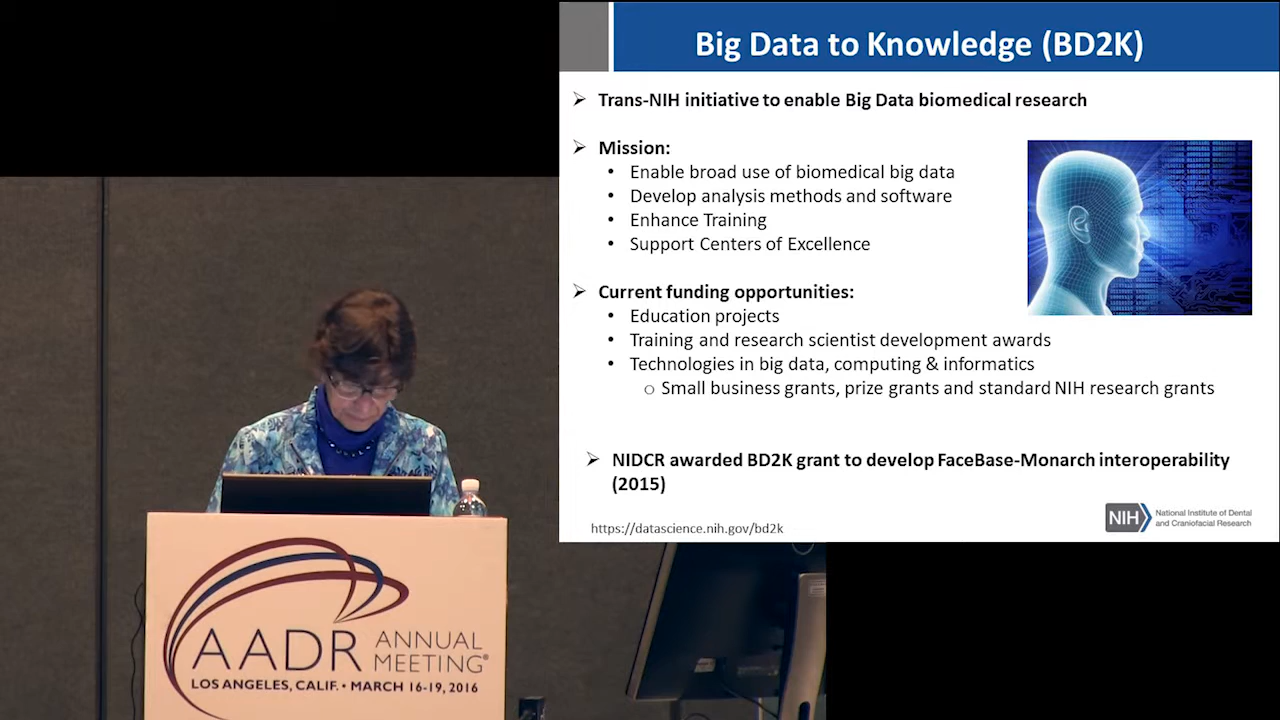 Big Data to Knowledge (BD2K)
➢ Trans-NIH initiative to enable Big Data biomedical research
➢ Mission:
• Enable broad use of biomedical big data
• Develop analysis methods and software
• Enhance Training
• Support Centers of Excellence
➢ Current funding opportunities:
• Education projects
• Training and research scientist development awards
• Technologies in big data, computing & informatics
o Small business grants, prize grants and standard NIH research grants
➢ NIDCR awarded BD2K grant to develop FaceBase-Monarch interoperability
(2015)
https://datascience.nih.gov/bd2k
NIH National Institute of Dental
and Craniofacial Research
AADR ANNUAL
MEETING®
LOS ANGELES, CALIF. • MARCH 16-19, 2016